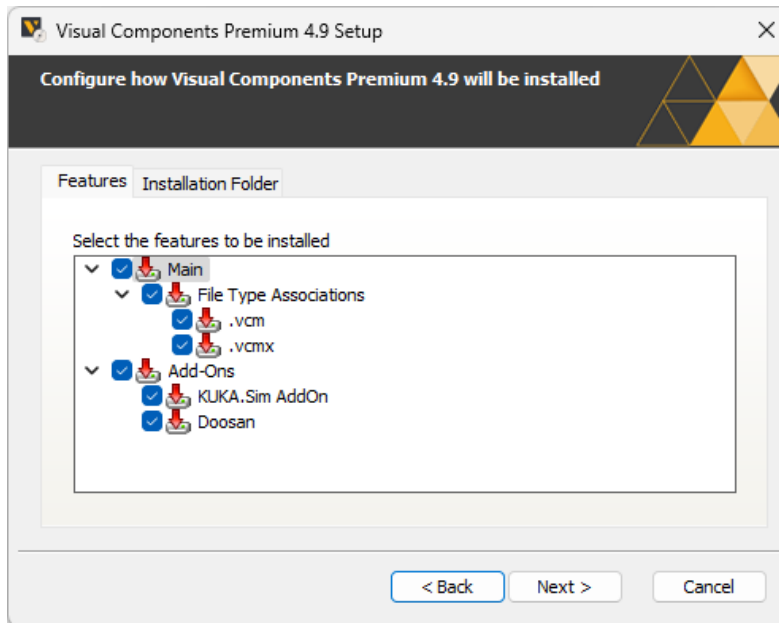 Visual Components Premium 4.9 Setup
Configure how Visual Components Premium 4.9 will be installed
Features
Installation Folder
Select the features to be installed
Main
File Type Associations
.vcm
.vcmx
Add-Ons
KUKA.Sim AddOn
Doosan
< Back
Next >
Cancel